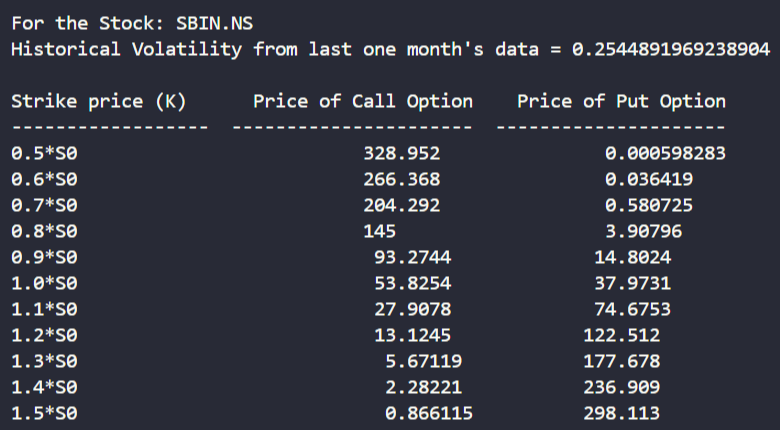 For the Stock: SBIN.NS
Historical Volatility from last one month's data = 0.2544891969238904
Strike price (K) Price of Call Option Price of Put Option
------------------ ---------------------- ---------------------
0.5*S0 328.952 0.000598283
0.6*S0 266.368 0.036419
0.7*S0 204.292 0.580725
0.8*S0 145 3.90796
0.9*S0 93.2744 14.8024
1.0*S0 53.8254 37.9731
1.1*S0 27.9078 74.6753
1.2*S0 13.1245 122.512
1.3*S0 5.67119 177.678
1.4*S0 2.28221 236.909
1.5*S0 0.866115 298.113